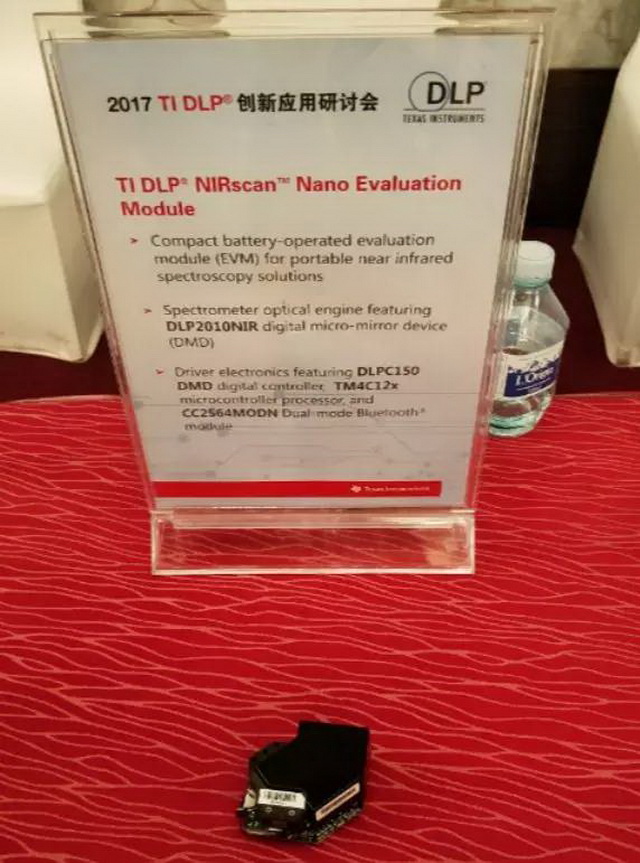 2017 TI DLP® 创新应用研讨会
DLP
TEXAS INSTRUMENTS
TI DLP® NIRscan™ Nano Evaluation
Module
➤ Compact battery-operated evaluation
module (EVM) for portable near infrared
spectroscopy solutions
➤ Spectrometer optical engine featuring
DLP2010NIR digital micro-mirror device
(DMD)
➤ Driver electronics featuring DLPC150
DMD digital controller, TM4C12x
microcontroller processor, and
CC2564MODN Dual-mode Bluetooth®
module
Texas Instruments